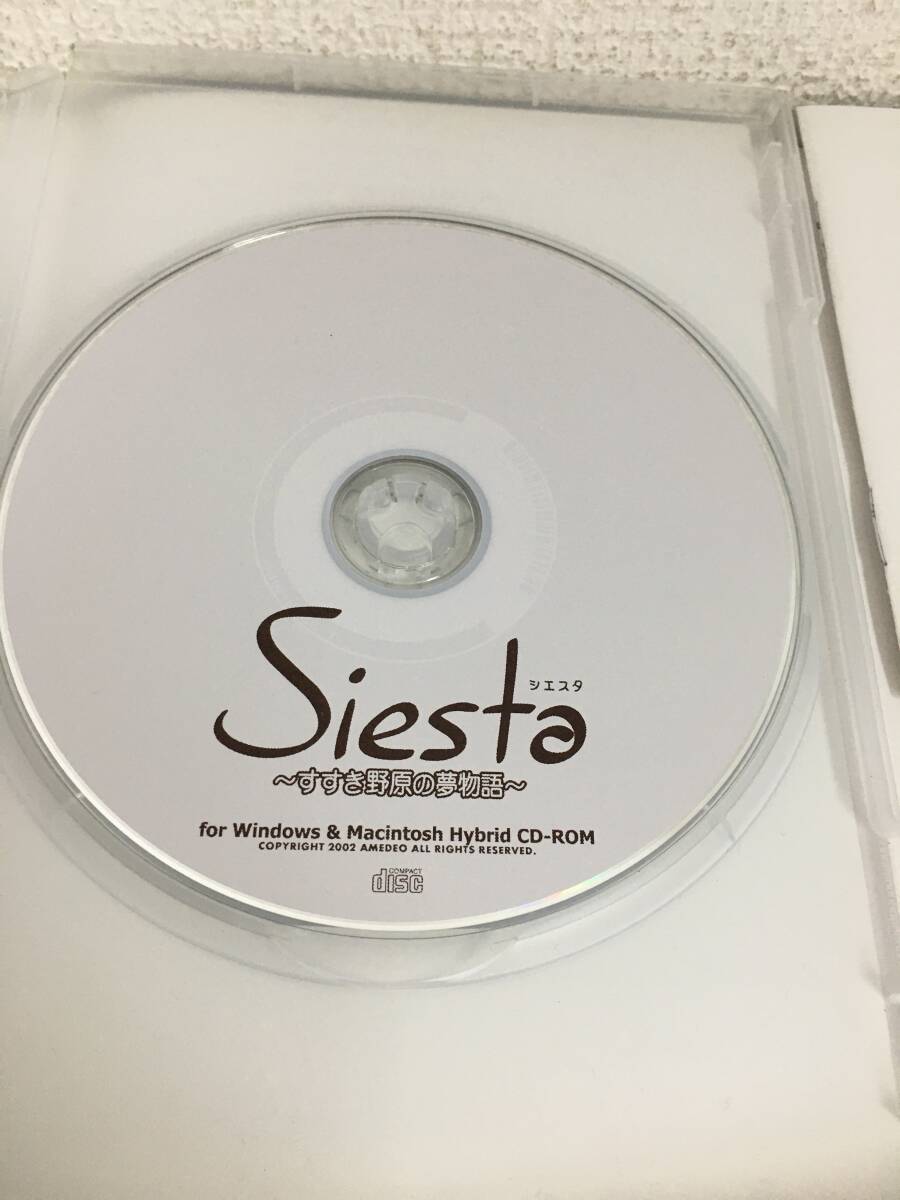 Siesta
シエスタ
～すすき野原の夢物語～
for Windows & Macintosh Hybrid CD-ROM
COPYRIGHT 2002 AMEDEO ALL RIGHTS RESERVED.
COMPACT
disc